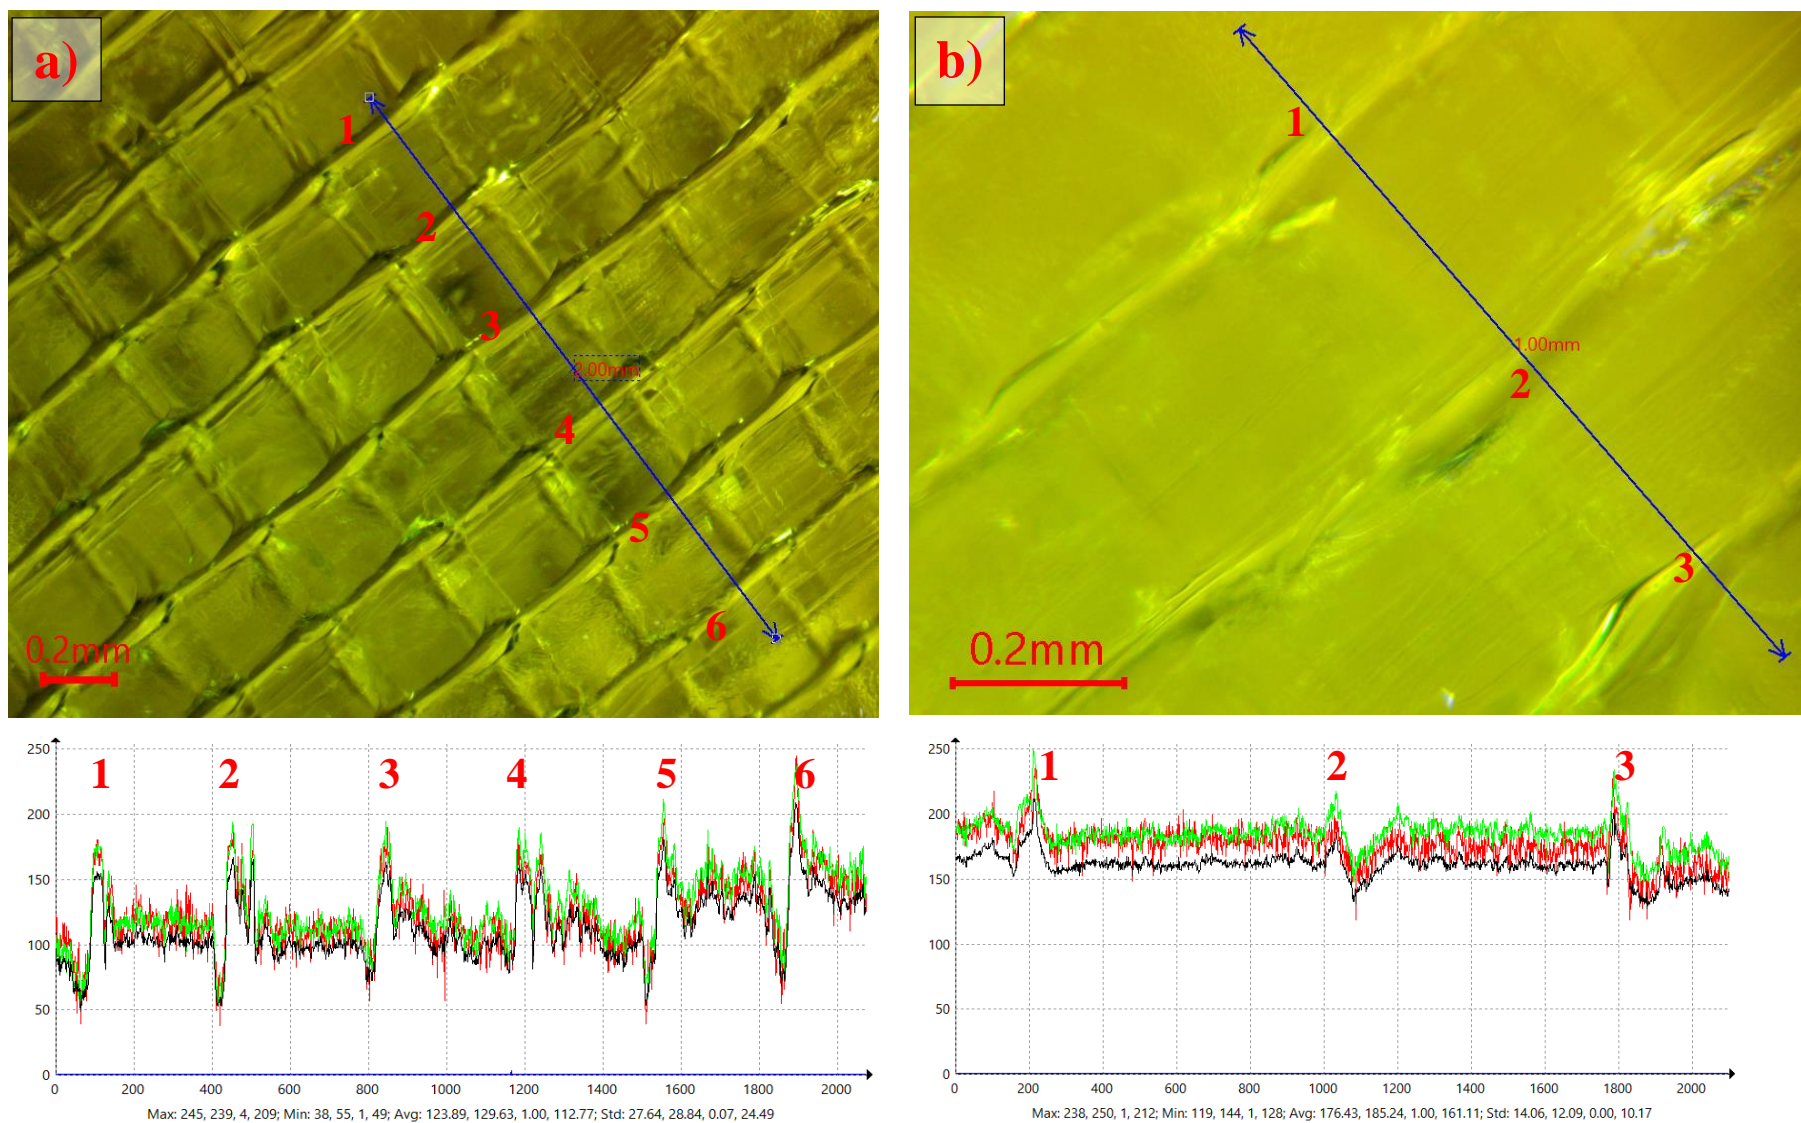 a)
1
2
3
2.00mm
4
5
6
0.2mm
b)
1
1.00mm
2
3
0.2mm
250
200
150
100
50
0
1 2 3 4 5 6
0 200 400 600 800 1000 1200 1400 1600 1800 2000
Max: 245, 239, 4, 209; Min: 38, 55, 1, 49; Avg: 123.89, 129.63, 1.00, 112.77; Std: 27.64, 28.84, 0.07, 24.49
250
200
150
100
50
0
1 2 3
0 200 400 600 800 1000 1200 1400 1600 1800 2000
Max: 238, 250, 1, 212; Min: 119, 144, 1, 128; Avg: 176.43, 185.24, 1.00, 161.11; Std: 14.06, 12.09, 0.00, 10.17